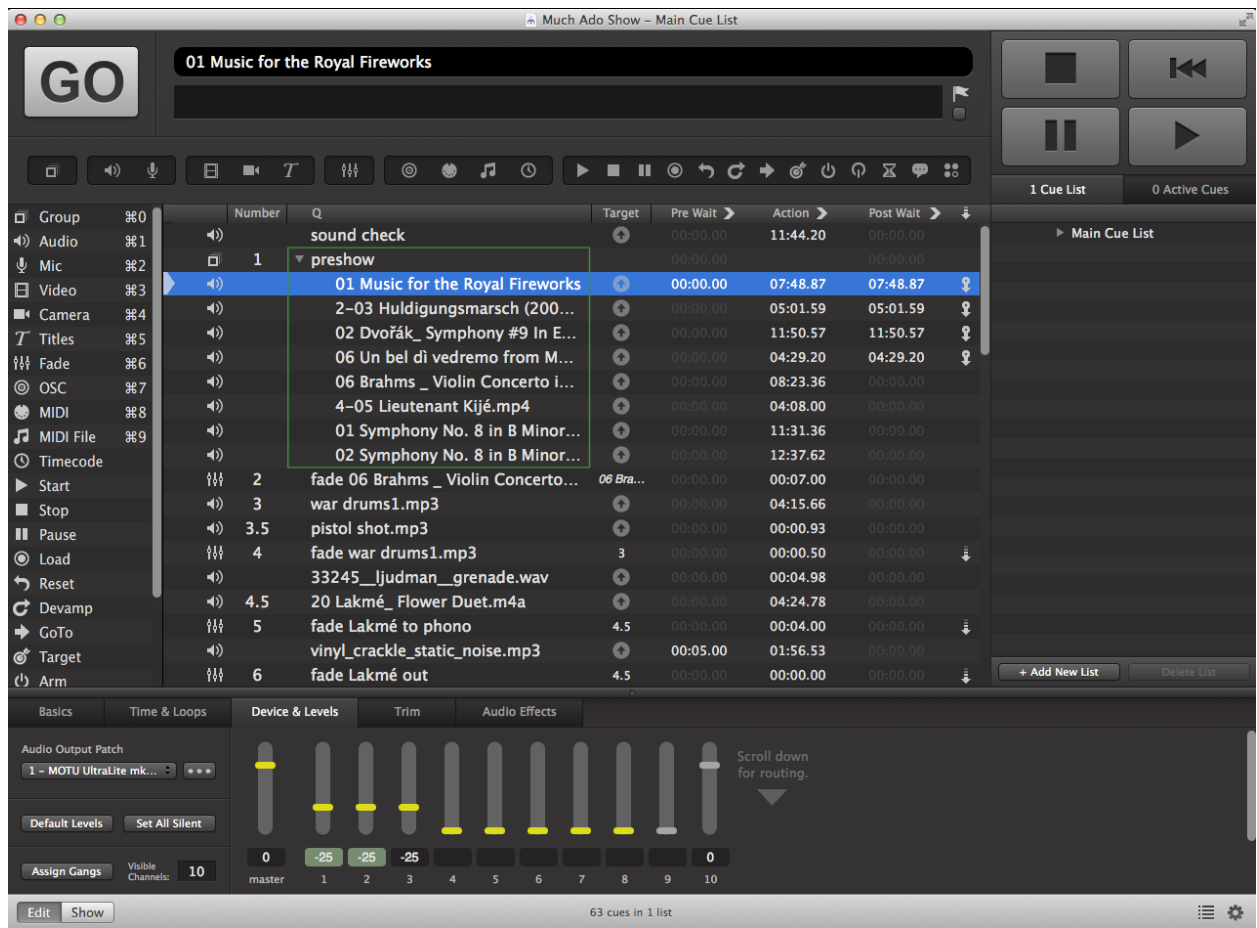 Much Ado Show – Main Cue List
GO
01 Music for the Royal Fireworks
1 Cue List
0 Active Cues
Group ⌘0
Audio ⌘1
Mic ⌘2
Video ⌘3
Camera ⌘4
Titles ⌘5
Fade ⌘6
OSC ⌘7
MIDI ⌘8
MIDI File ⌘9
Timecode
Start
Stop
Pause
Load
Reset
Devamp
GoTo
Target
Arm
Number Q Target Pre Wait Action Post Wait
sound check 00:00.00 11:44.20 00:00.00
1 preshow 00:00.00 00:00.00
01 Music for the Royal Fireworks 00:00.00 07:48.87 07:48.87
2-03 Huldigungsmarsch (200... 00:00.00 05:01.59 05:01.59
02 Dvořák_ Symphony #9 In E... 00:00.00 11:50.57 11:50.57
06 Un bel dì vedremo from M... 00:00.00 04:29.20 04:29.20
06 Brahms _ Violin Concerto i... 00:00.00 08:23.36 00:00.00
4-05 Lieutenant Kijé.mp4 00:00.00 04:08.00 00:00.00
01 Symphony No. 8 in B Minor... 00:00.00 11:31.36 00:00.00
02 Symphony No. 8 in B Minor... 00:00.00 12:37.62 00:00.00
2 fade 06 Brahms _ Violin Concerto... 06 Bra... 00:00.00 00:07.00 00:00.00
3 war drums1.mp3 00:00.00 04:15.66 00:00.00
3.5 pistol shot.mp3 00:00.00 00:00.93 00:00.00
4 fade war drums1.mp3 3 00:00.00 00:00.50 00:00.00
33245__ljudman__grenade.wav 00:00.00 00:04.98 00:00.00
4.5 20 Lakmé_ Flower Duet.m4a 00:00.00 04:24.78 00:00.00
5 fade Lakmé to phono 4.5 00:00.00 00:04.00 00:00.00
vinyl_crackle_static_noise.mp3 00:05.00 01:56.53 00:00.00
6 fade Lakmé out 4.5 00:00.00 00:00.00 00:00.00
Main Cue List
+ Add New List
Delete List
Basics Time & Loops Device & Levels Trim Audio Effects
Audio Output Patch
1 – MOTU UltraLite mk...
Default Levels
Set All Silent
Assign Gangs
Visible Channels: 10
Scroll down
for routing.
0 -25 -25 -25 0
master 1 2 3 4 5 6 7 8 9 10
Edit Show
63 cues in 1 list